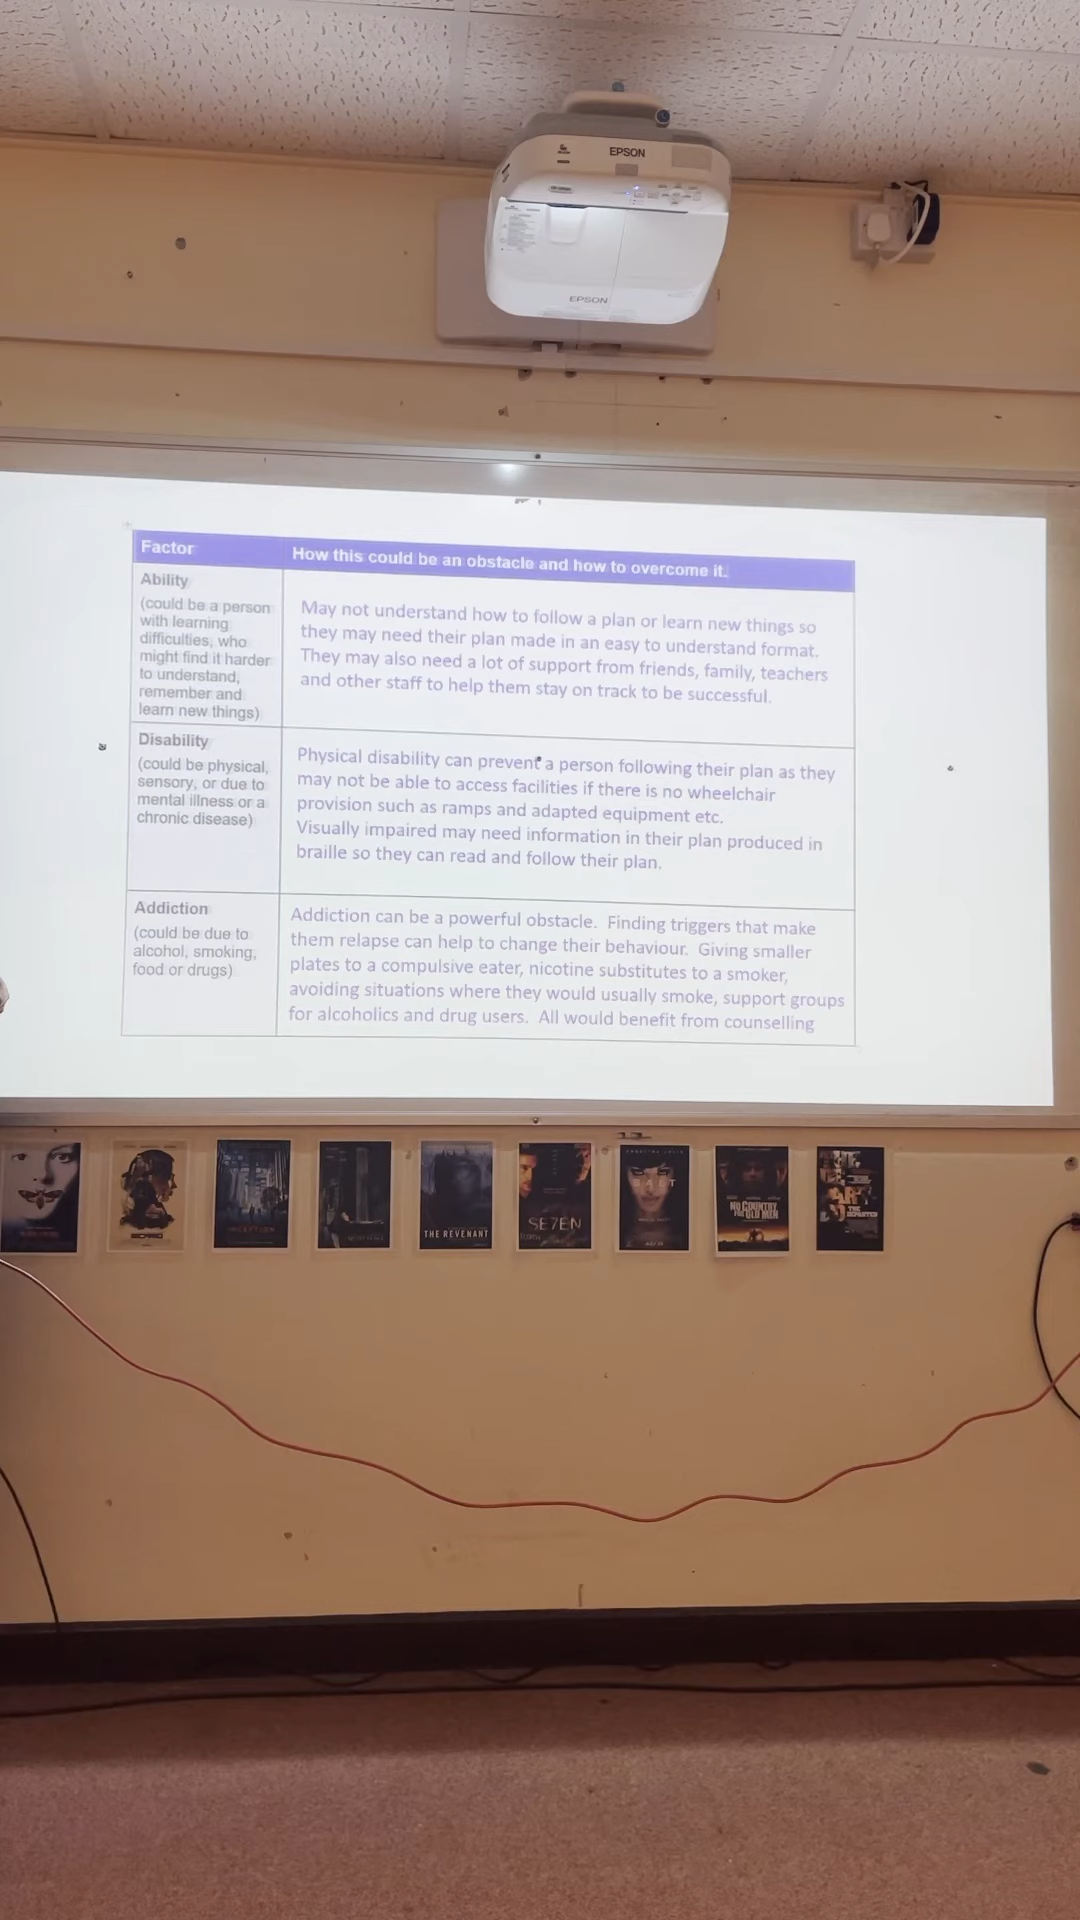 EPSON
EPSON
Factor
How this could be an obstacle and how to overcome it.
Ability
(could be a person
with learning
difficulties, who
might find it harder
to understand,
remember and
learn new things)
May not understand how to follow a plan or learn new things so
they may need their plan made in an easy to understand format.
They may also need a lot of support from friends, family, teachers
and other staff to help them stay on track to be successful.
Disability
(could be physical,
sensory, or due to
mental illness or a
chronic disease)
Physical disability can prevent a person following their plan as they
may not be able to access facilities if there is no wheelchair
provision such as ramps and adapted equipment etc.
Visually impaired may need information in their plan produced in
braille so they can read and follow their plan.
Addiction
(could be due to
alcohol, smoking,
food or drugs)
Addiction can be a powerful obstacle. Finding triggers that make
them relapse can help to change their behaviour. Giving smaller
plates to a compulsive eater, nicotine substitutes to a smoker,
avoiding situations where they would usually smoke, support groups
for alcoholics and drug users. All would benefit from counselling
SICARIO
INCEPTION
THE REVENANT
SE7EN
SALT
NO COUNTRY
FOR OLD MEN
THE DEPARTED